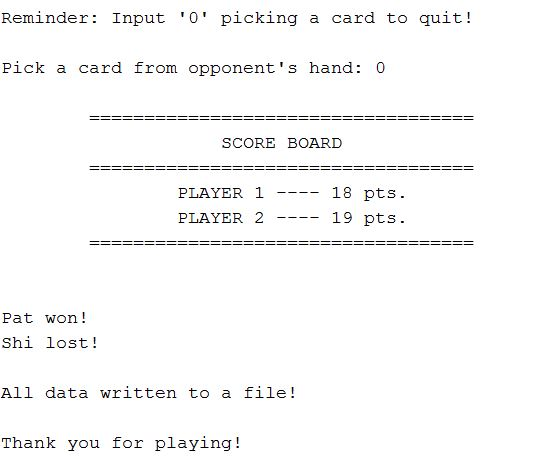 Reminder: Input '0' picking a card to quit!
Pick a card from opponent's hand: 0
===================================
SCORE BOARD
===================================
PLAYER 1 ---- 18 pts.
PLAYER 2 ---- 19 pts.
===================================
Pat won!
Shi lost!
All data written to a file!
Thank you for playing!